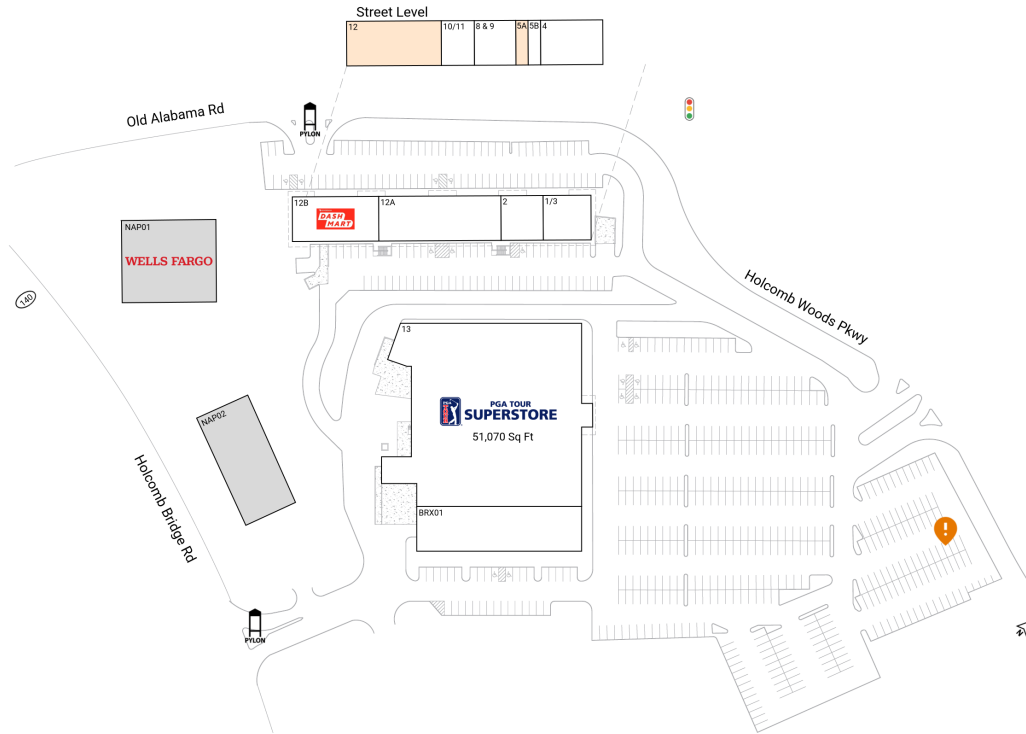 Street Level
12
10/11
8 & 9
5A
5B
4
Old Alabama Rd
PYLON
12B
DASH
MART
12A
2
1/3
NAP01
WELLS FARGO
140
Holcomb Woods Pkwy
13
PGA TOUR
SUPERSTORE
51,070 Sq Ft
NAP02
Holcomb Bridge Rd
BRX01
PYLON